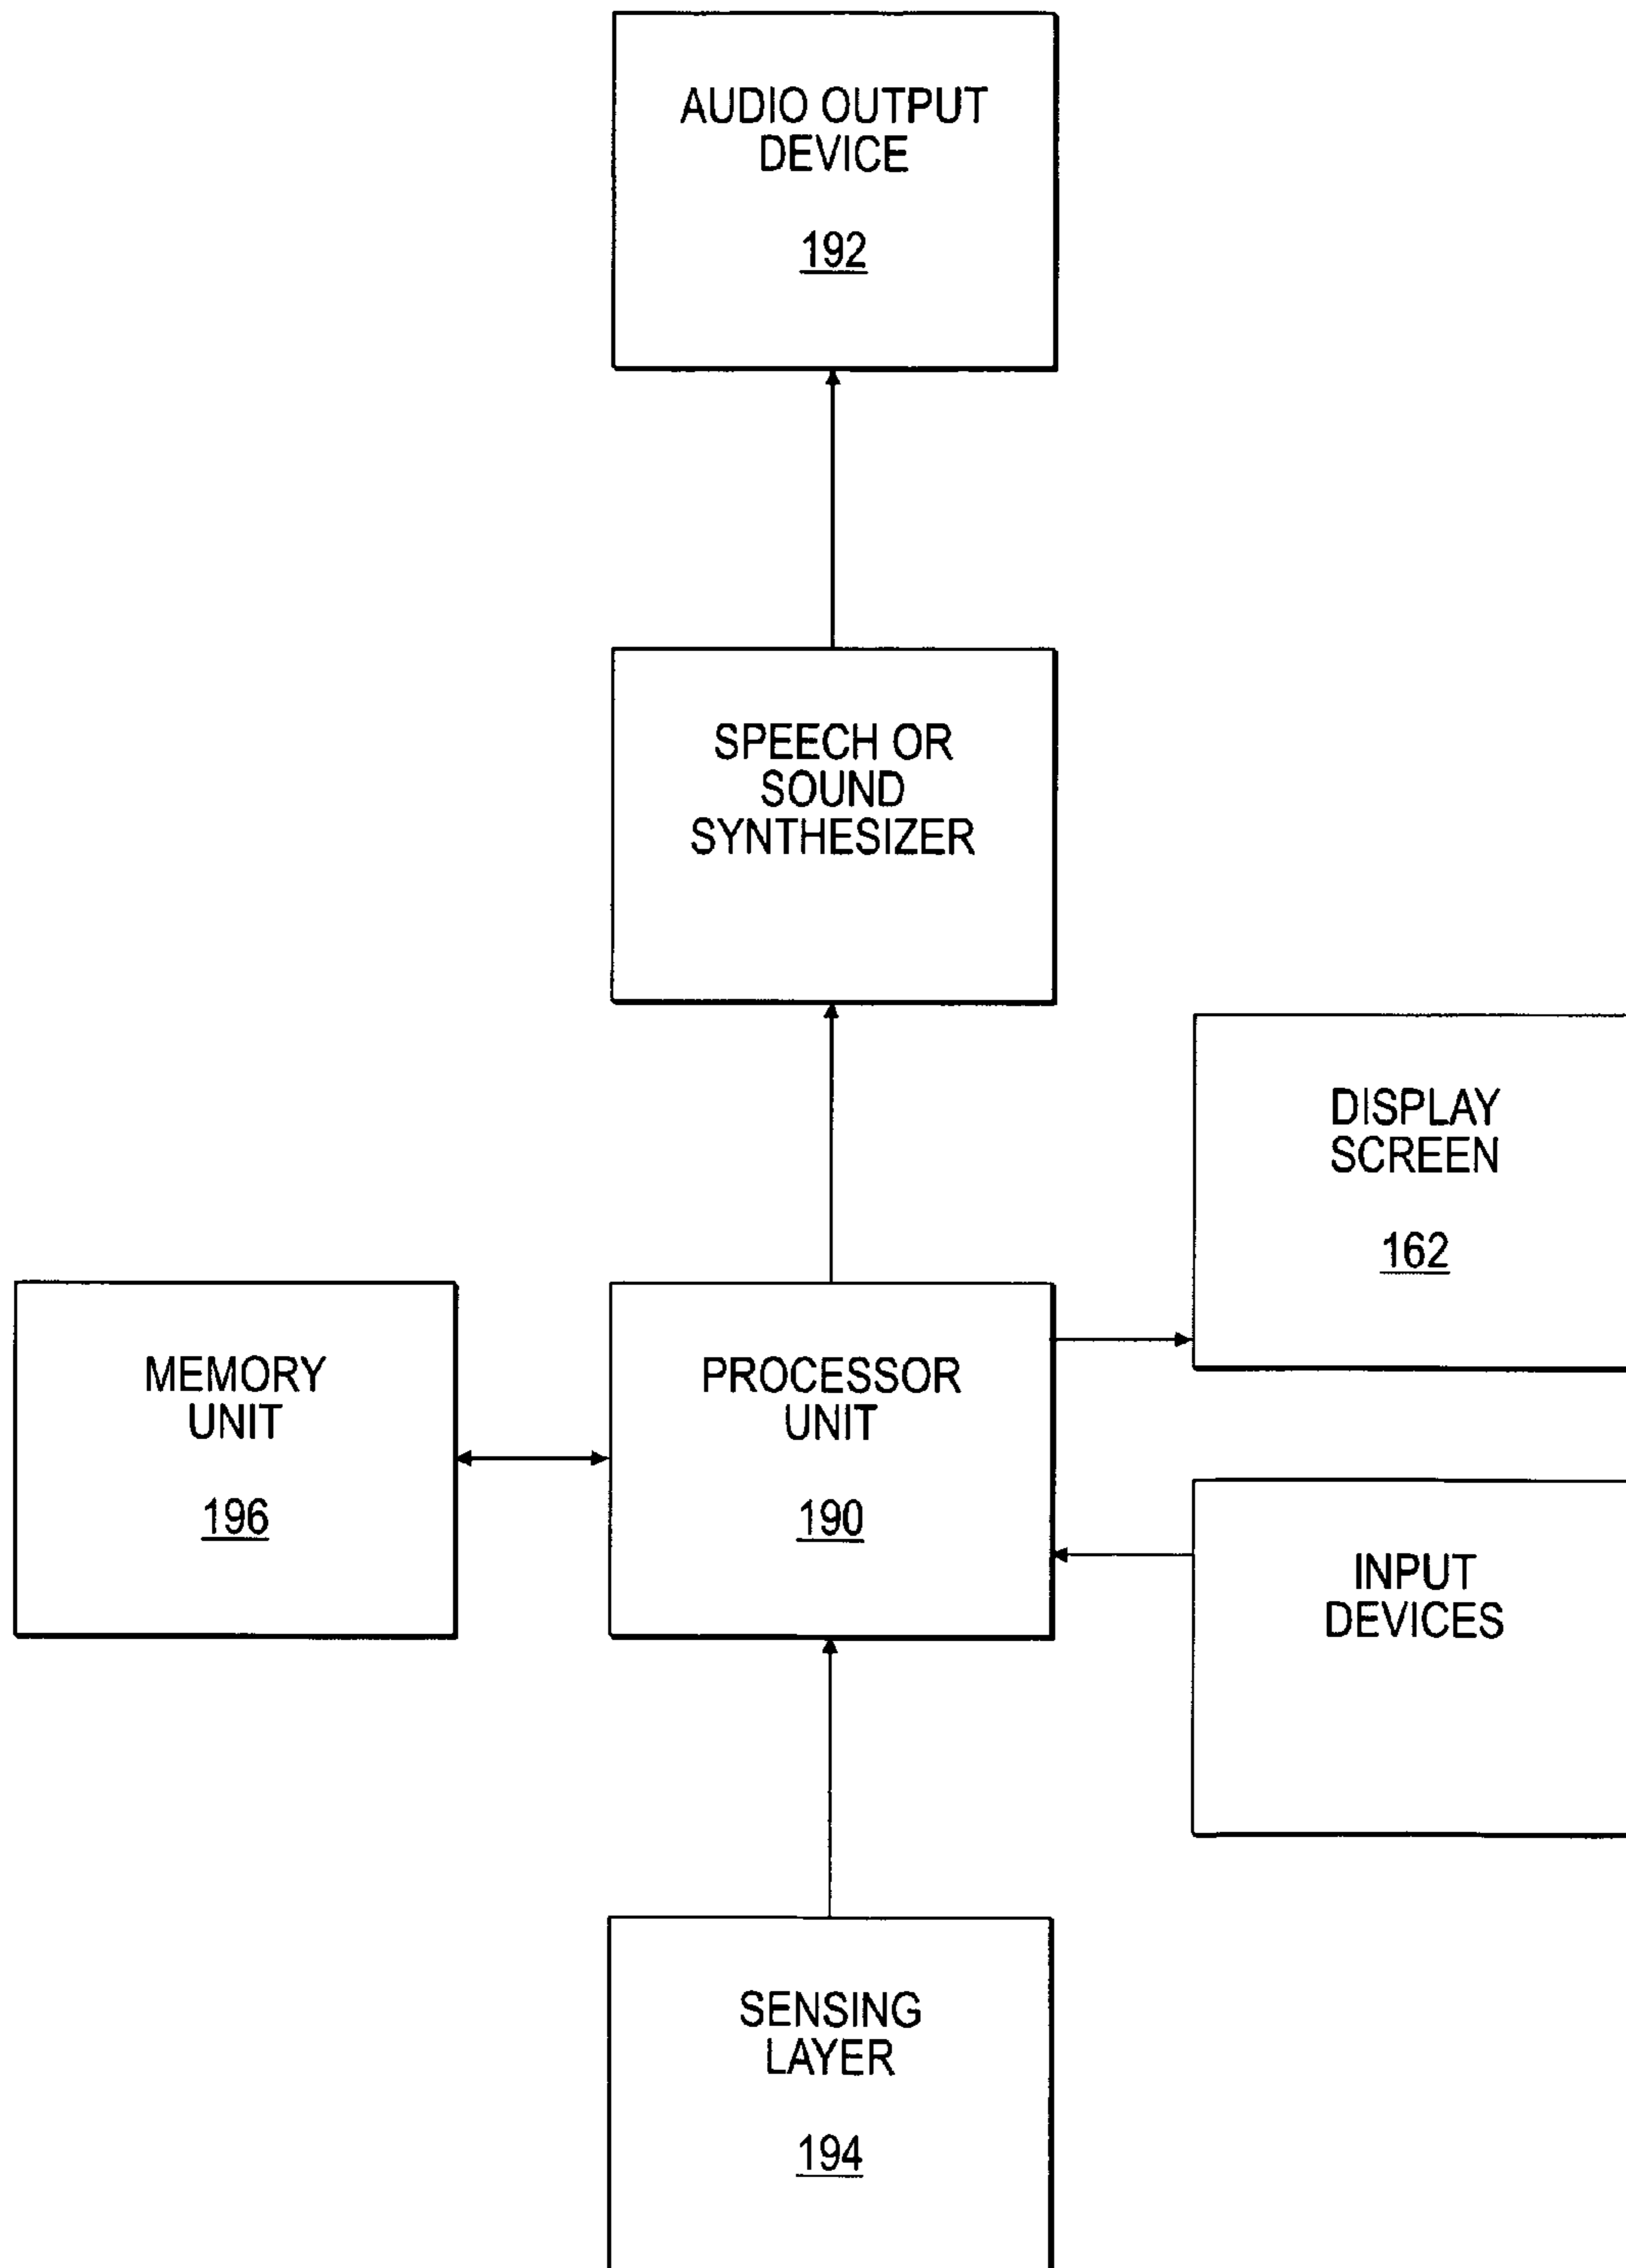 AUDIO OUTPUT
DEVICE
192
SPEECH OR
SOUND
SYNTHESIZER
DISPLAY
SCREEN
162
MEMORY
UNIT
196
PROCESSOR
UNIT
190
INPUT
DEVICES
SENSING
LAYER
194